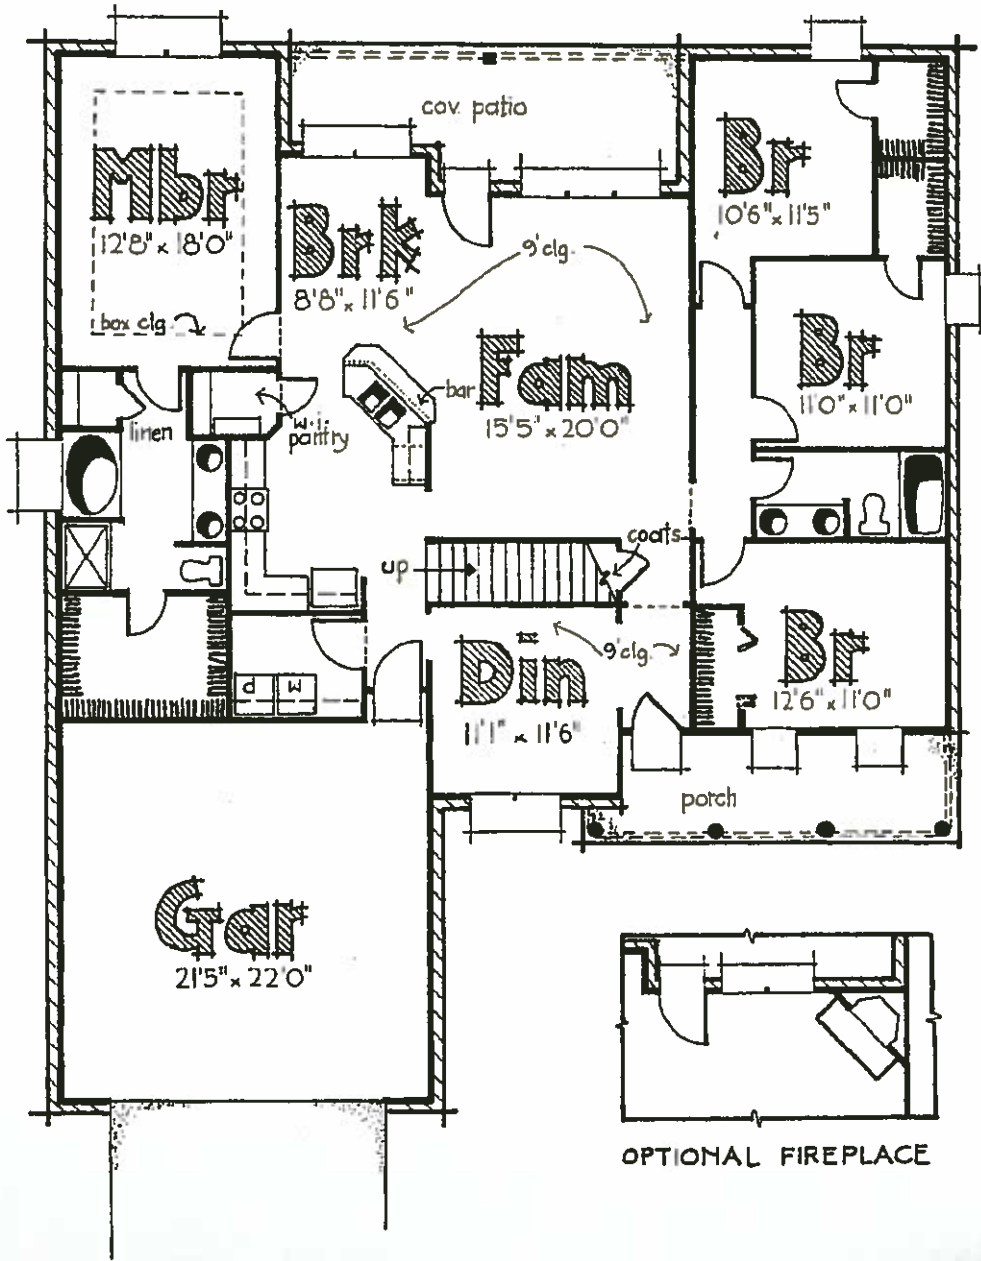 cov. patio
Mbr
12'8" x 18'0"
box clg.
Brk
8'8" x 11'6"
9' clg.
Br
10'6" x 11'5"
Br
11'0" x 11'0"
Fam
15'5" x 20'0"
bar
w.i.
pantry
linen
up
coats
Din
11'1" x 11'6"
9' clg.
Br
12'6" x 11'0"
D
W
porch
Gar
21'5" x 22'0"
OPTIONAL FIREPLACE